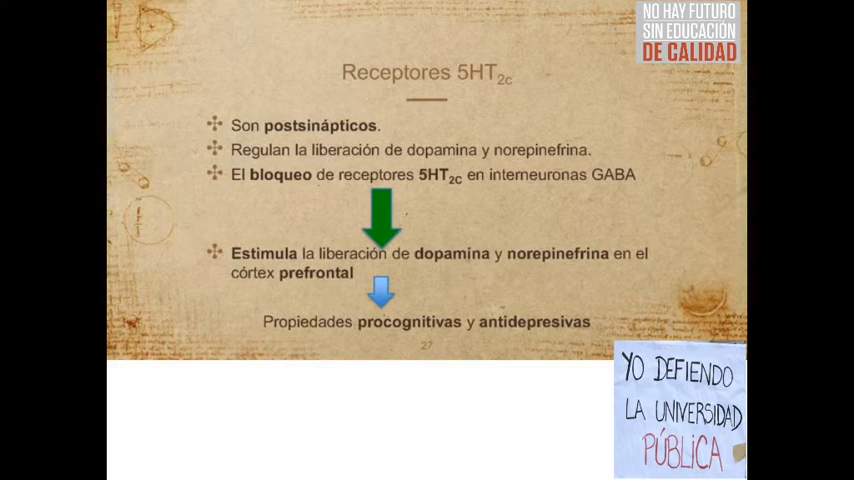 NO HAY FUTURO
SIN EDUCACIÓN
DE CALIDAD
Receptores 5HT2c
Son postsinápticos.
Regulan la liberación de dopamina y norepinefrina.
El bloqueo de receptores 5HT2C en interneuronas GABA
Estimula la liberación de dopamina y norepinefrina en el
córtex prefrontal
Propiedades procognitivas y antidepresivas
27
YO DEFIENDO
LA UNIVERSIDAD
PÚBLICA